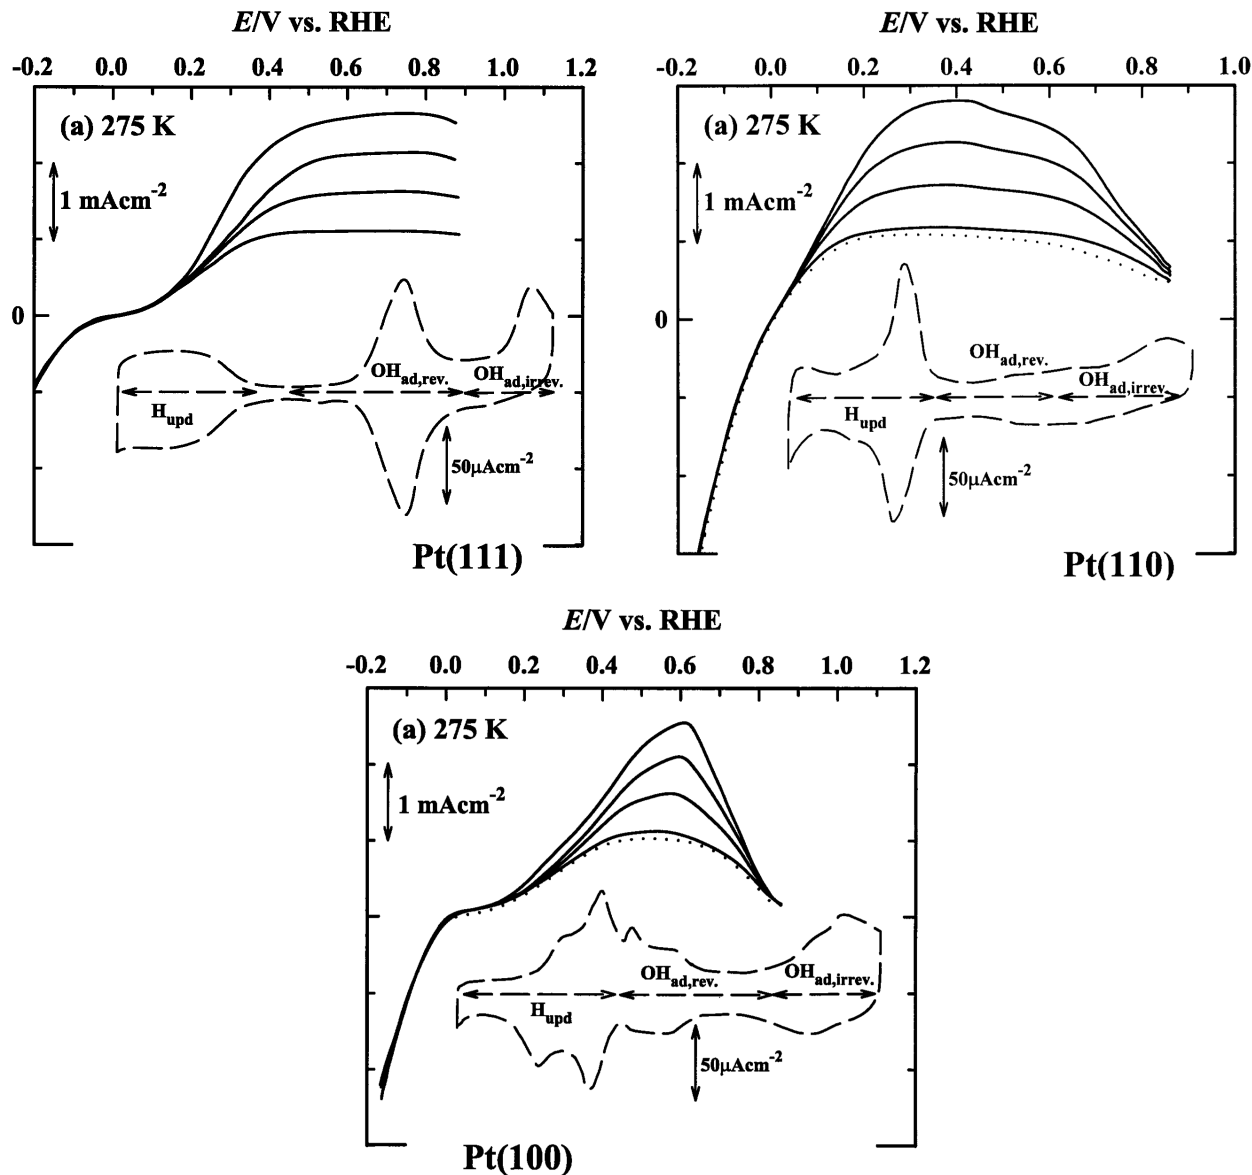 E/V vs. RHE
-0.2 0.0 0.2 0.4 0.6 0.8 1.0 1.2
(a) 275 K
1 mAcm-2
0
OHad,rev. OHad,irrev.
Hupd
50μAcm-2
Pt(111)
E/V vs. RHE
-0.2 0.0 0.2 0.4 0.6 0.8 1.0
(a) 275 K
1 mAcm-2
0
OHad,rev.
OHad,irrev.
Hupd
50μAcm-2
Pt(110)
E/V vs. RHE
-0.2 0.0 0.2 0.4 0.6 0.8 1.0 1.2
(a) 275 K
1 mAcm-2
OHad,rev. OHad,irrev.
Hupd
50μAcm-2
Pt(100)